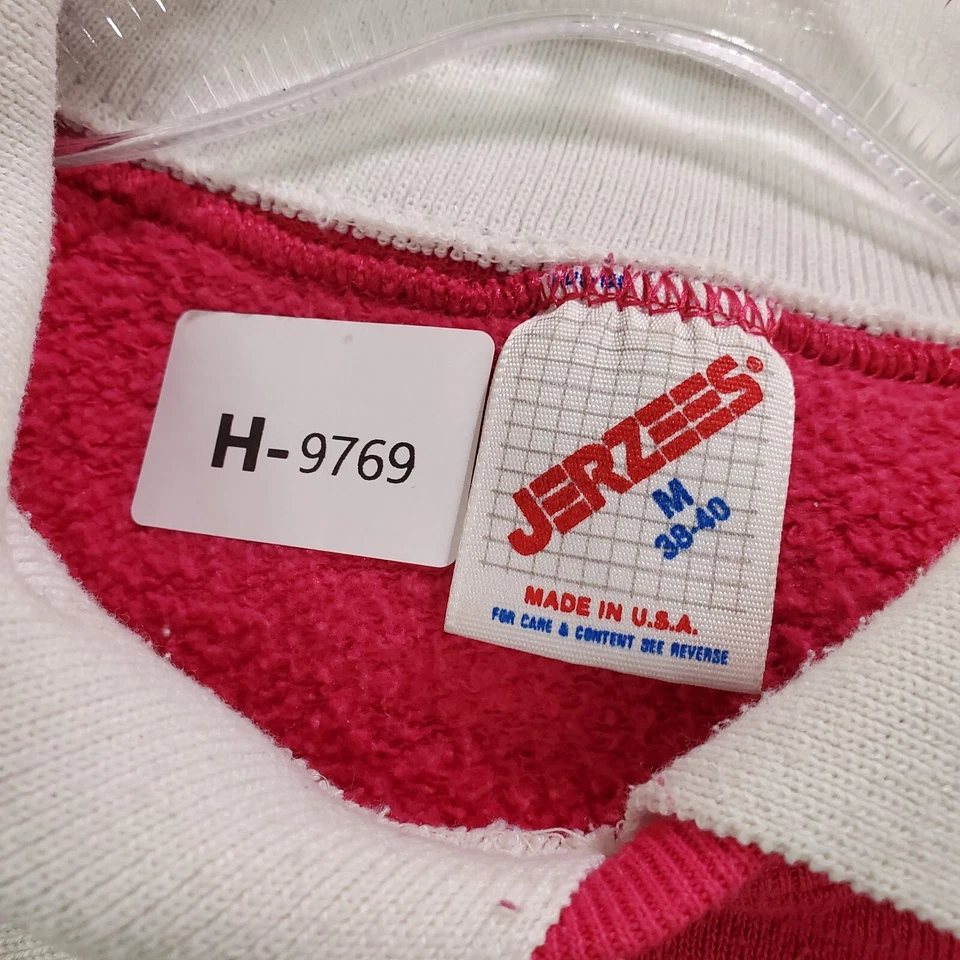 H-9769
JERZEES®
M
38-40
MADE IN U.S.A.
FOR CARE & CONTENT SEE REVERSE